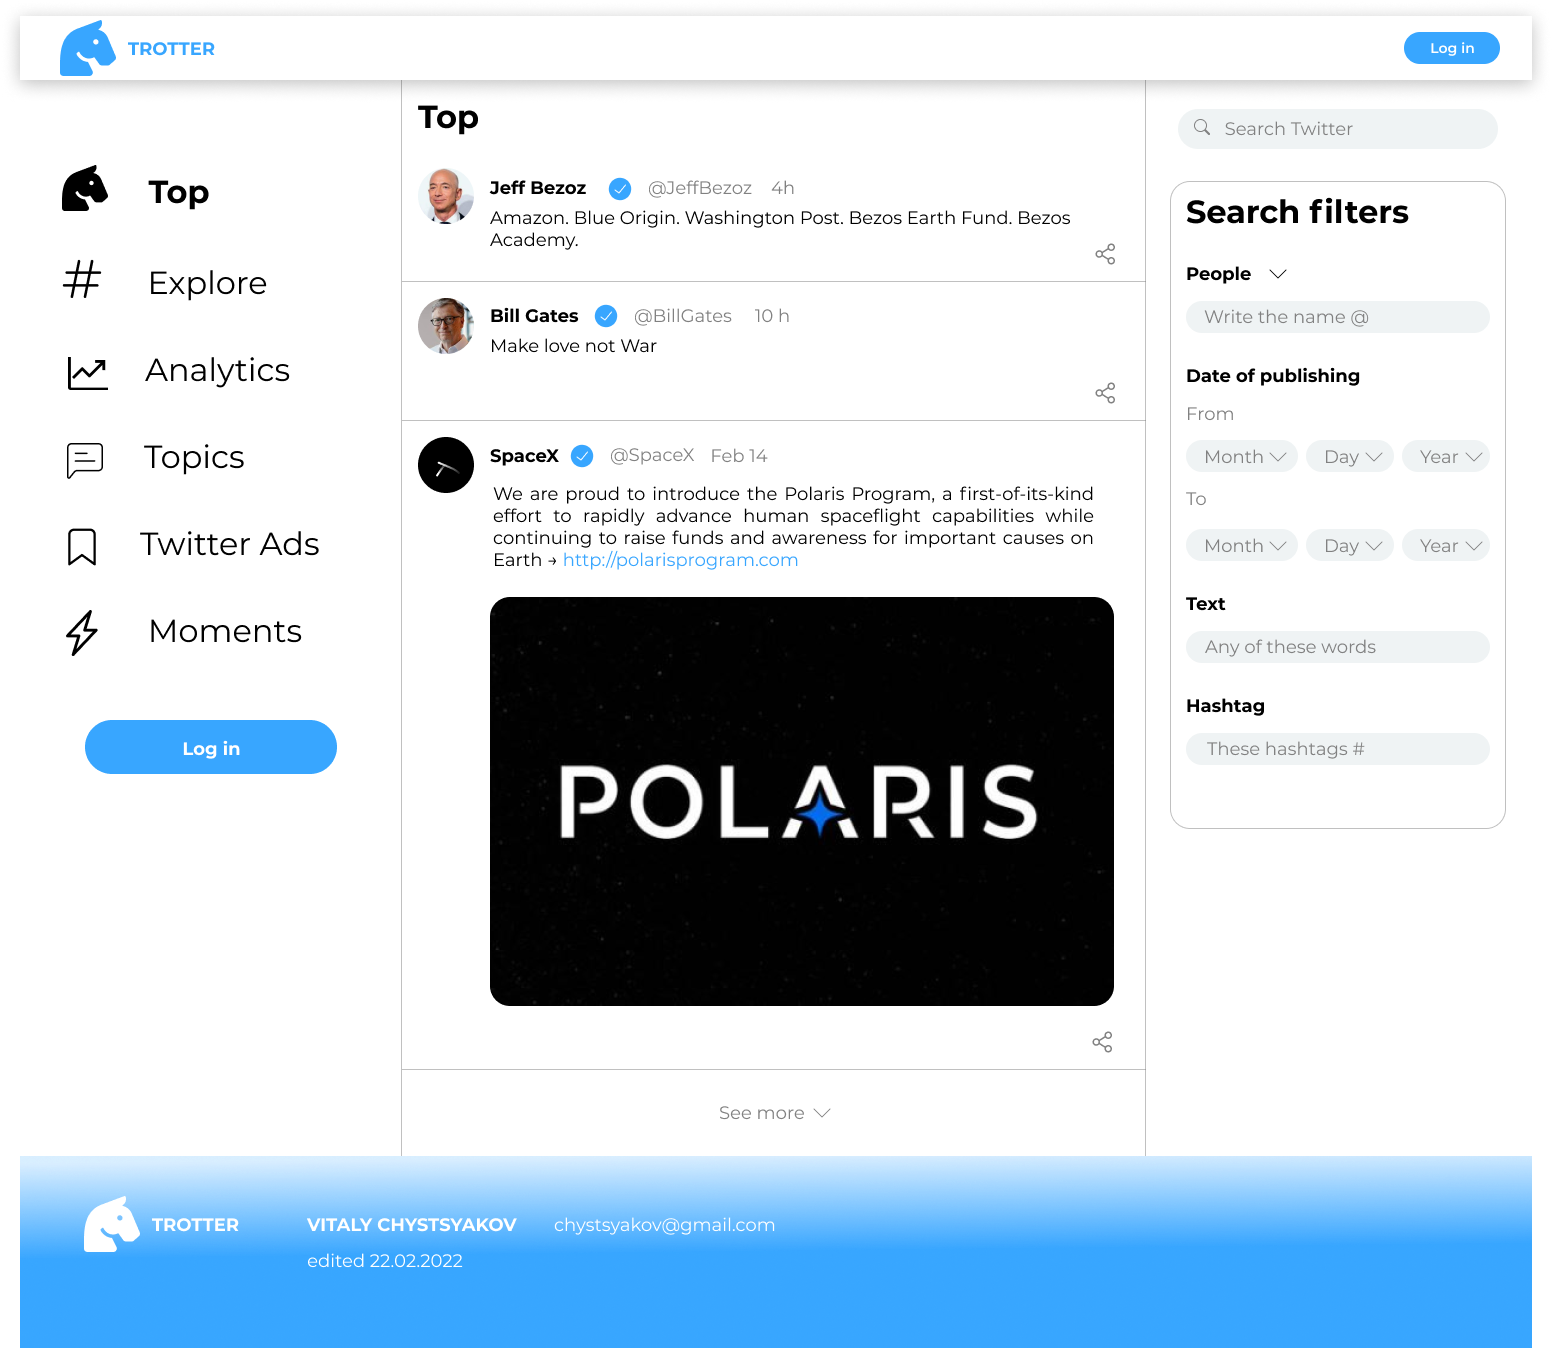 TROTTER
Log in
Top
Explore
Analytics
Topics
Twitter Ads
Moments
Log in
Top
Jeff Bezoz @JeffBezoz 4h
Amazon. Blue Origin. Washington Post. Bezos Earth Fund. Bezos
Academy.
Bill Gates @BillGates 10 h
Make love not War
SpaceX @SpaceX Feb 14
We are proud to introduce the Polaris Program, a first-of-its-kind
effort to rapidly advance human spaceflight capabilities while
continuing to raise funds and awareness for important causes on
Earth → http://polarisprogram.com
POLARIS
See more
Search Twitter
Search filters
People
Write the name @
Date of publishing
From
Month Day Year
To
Month Day Year
Text
Any of these words
Hashtag
These hashtags #
TROTTER
VITALY CHYSTSYAKOV chystsyakov@gmail.com
edited 22.02.2022